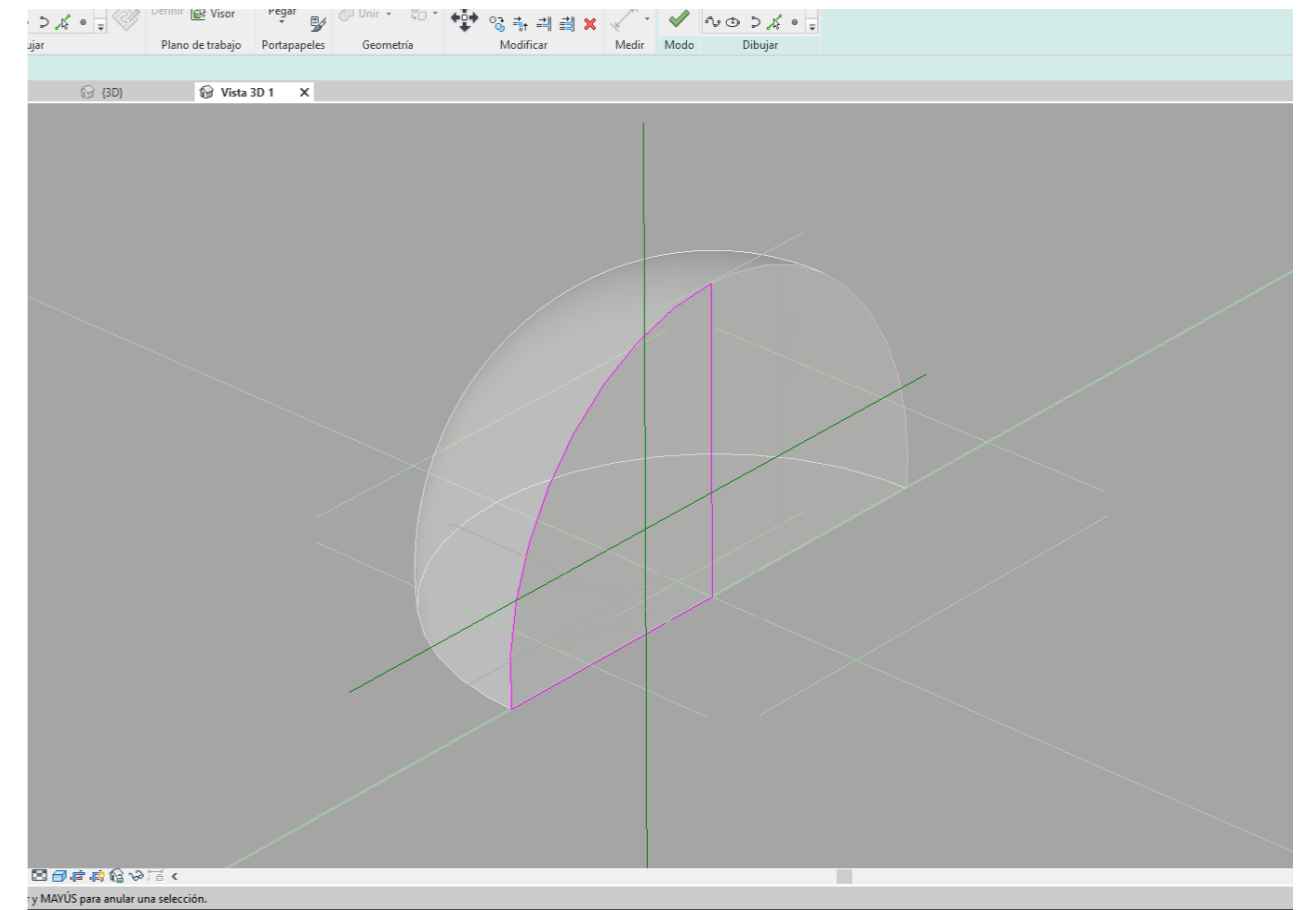 Definir Visor Pegar Unir
ujar Plano de trabajo Portapapeles Geometría Modificar Medir Modo Dibujar
{3D} Vista 3D 1 X
y MAYÚS para anular una selección.